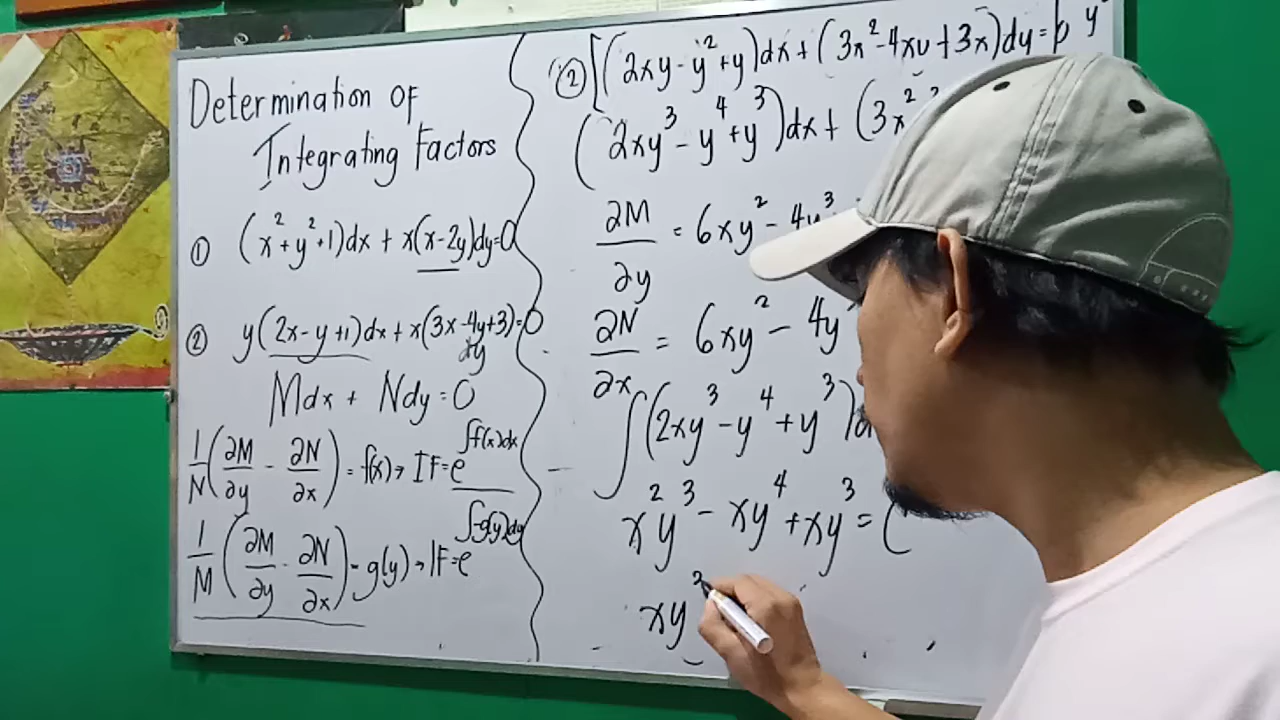 Determination of
Integrating Factors
① (x²+y²+1)dx + x(x-2y)dy=0
② y(2x-y+1)dx + x(3x-4y+3)=0
dy
Mdx + Ndy = 0
1/N (∂M/∂y - ∂N/∂x) = f(x) → IF = e^∫f(x)dx
1/M (∂M/∂y - ∂N/∂x) = g(y) → IF = e^∫-g(y)dy
② [(2xy-y²+y)dx + (3x²-4xy+3x)dy=0] y²
(2xy³ - y⁴ + y³)dx + (3x²
∂M/∂y = 6xy² - 4y³
∂N/∂x = 6xy² - 4y
∫(2xy³ - y⁴ + y³)d
x²y³ - xy⁴ + xy³ = C
xy